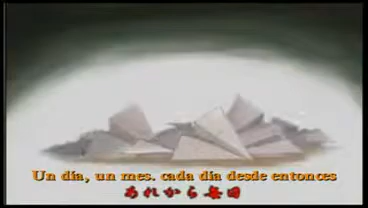 Un día, un mes. cada día desde entonces
あれから毎日